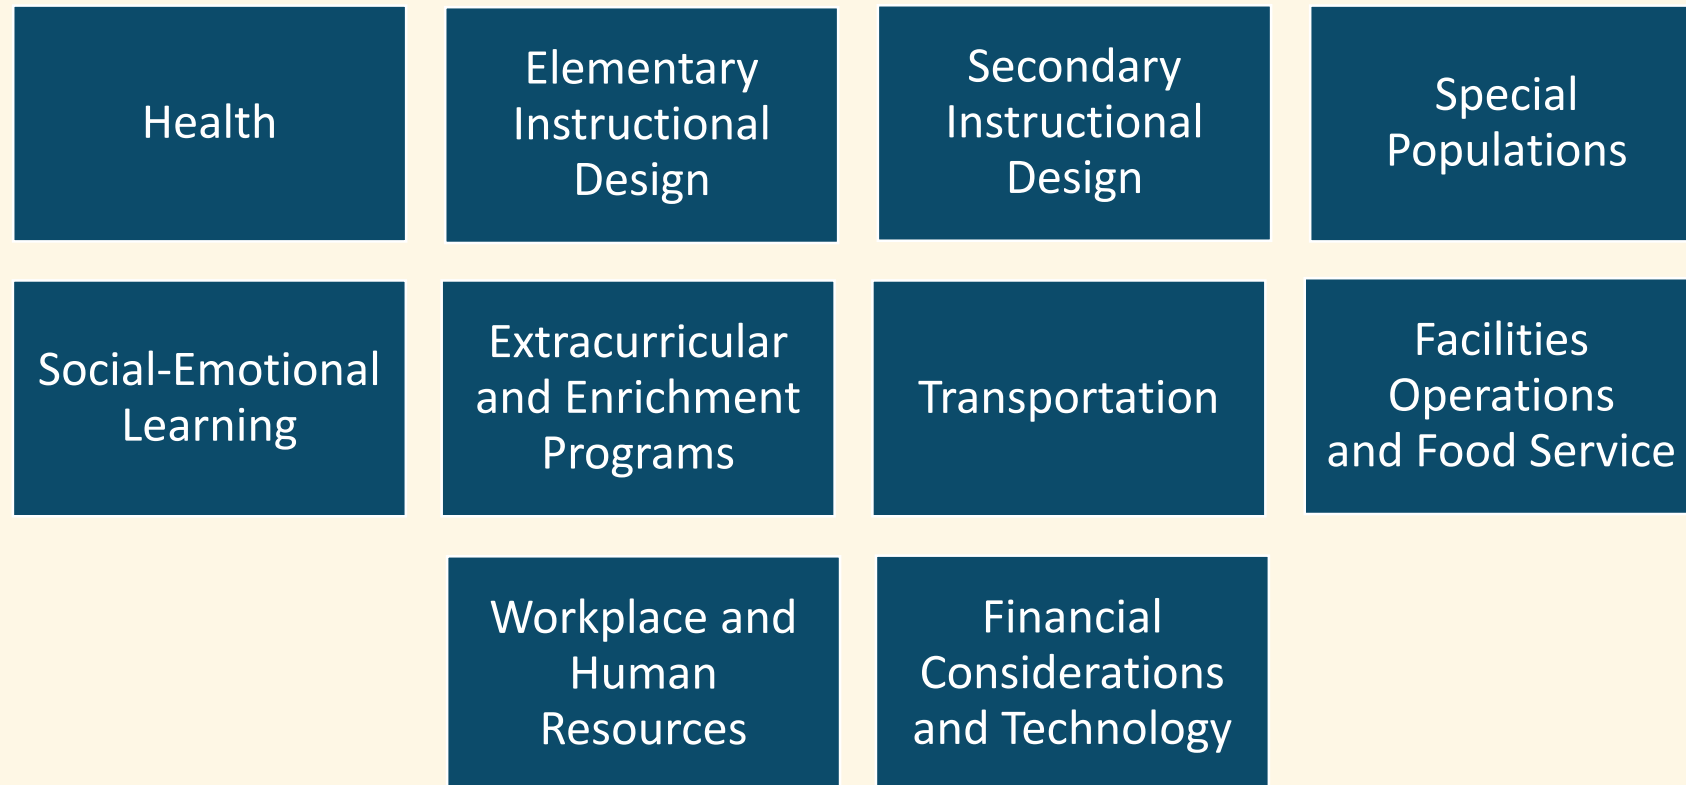 Health
Elementary
Instructional
Design
Secondary
Instructional
Design
Special
Populations
Social-Emotional
Learning
Extracurricular
and Enrichment
Programs
Transportation
Facilities
Operations
and Food Service
Workplace and
Human
Resources
Financial
Considerations
and Technology